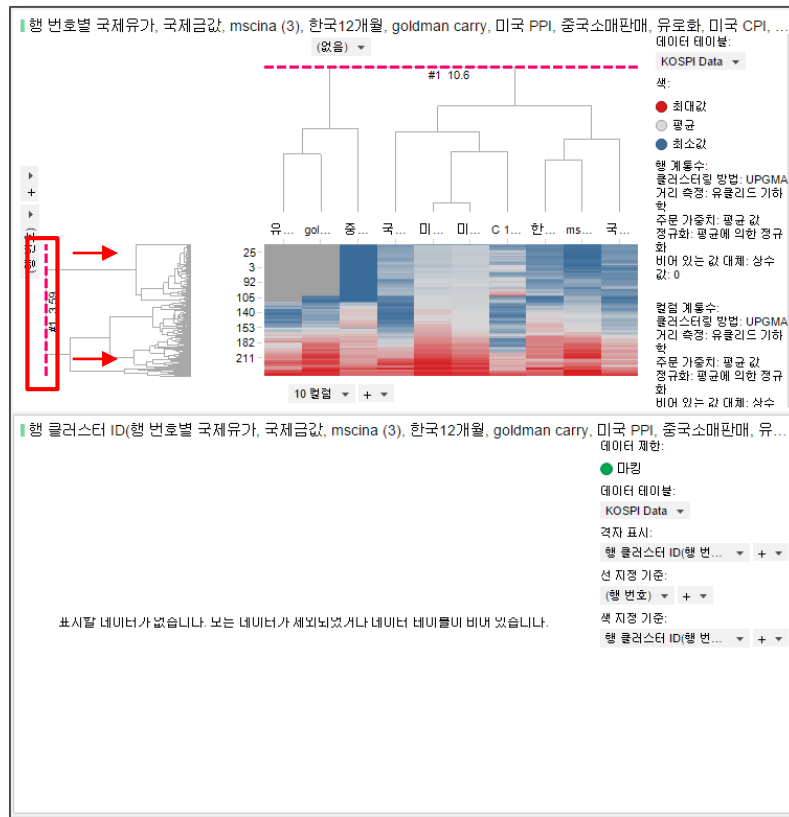 행 번호별 국제유가, 국제금값, mscina (3), 한국12개월, goldman carry, 미국 PPI, 중국소매판매, 유로화, 미국 CPI, ...
(없음)
데이터 테이블:
KOSPI Data
#1 10.6
색:
최대값
평균
최소값
행 계통수:
클러스터링 방법: UPGMA
거리 측정: 유클리드 기하
학
주문 가중치: 평균 값
정규화: 평균에 의한 정규
화
비어 있는 값 대체: 상수
값: 0
+
(행 번호)
#1 3.59
유... gol... 중... 국... 미... 미... C 1... 한... ms... 국...
25
3
92
106
140
153
182
211
컬럼 계통수:
클러스터링 방법: UPGMA
거리 측정: 유클리드 기하
학
주문 가중치: 평균 값
정규화: 평균에 의한 정규
화
비어 있는 값 대체: 상수
10 컬럼 +
행 클러스터 ID(행 번호별 국제유가, 국제금값, mscina (3), 한국12개월, goldman carry, 미국 PPI, 중국소매판매, 유...
데이터 제한:
마킹
데이터 테이블:
KOSPI Data
격자 표시:
행 클러스터 ID(행 번... +
선 지정 기준:
(행 번호) +
색 지정 기준:
행 클러스터 ID(행 번... +
표시할 데이터가 없습니다. 모든 데이터가 제외되었거나 데이터 테이블이 비어 있습니다.